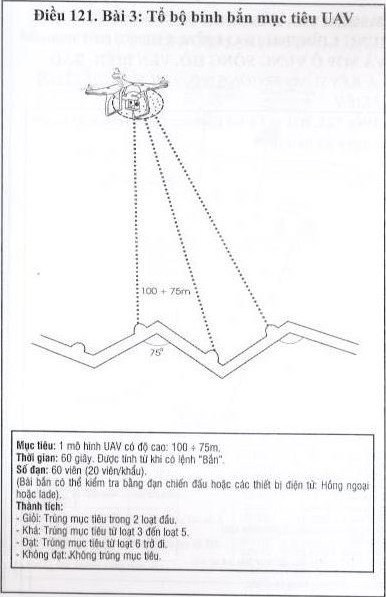 Điều 121. Bài 3: Tổ bộ binh bắn mục tiêu UAV
100 ÷ 75m
75°
Mục tiêu: 1 mô hình UAV có độ cao: 100 ÷ 75m.
Thời gian: 60 giây. Được tính từ khi có lệnh "Bắn".
Số đạn: 60 viên (20 viên/khẩu).
(Bài bắn có thể kiểm tra bằng đạn chiến đấu hoặc các thiết bị điện tử: Hồng ngoại
hoặc lade).
Thành tích:
- Giỏi: Trúng mục tiêu trong 2 loạt đầu.
- Khá: Trúng mục tiêu từ loạt 3 đến loạt 5.
- Đạt: Trúng mục tiêu từ loạt 6 trở đi.
- Không đạt: Không trúng mục tiêu.